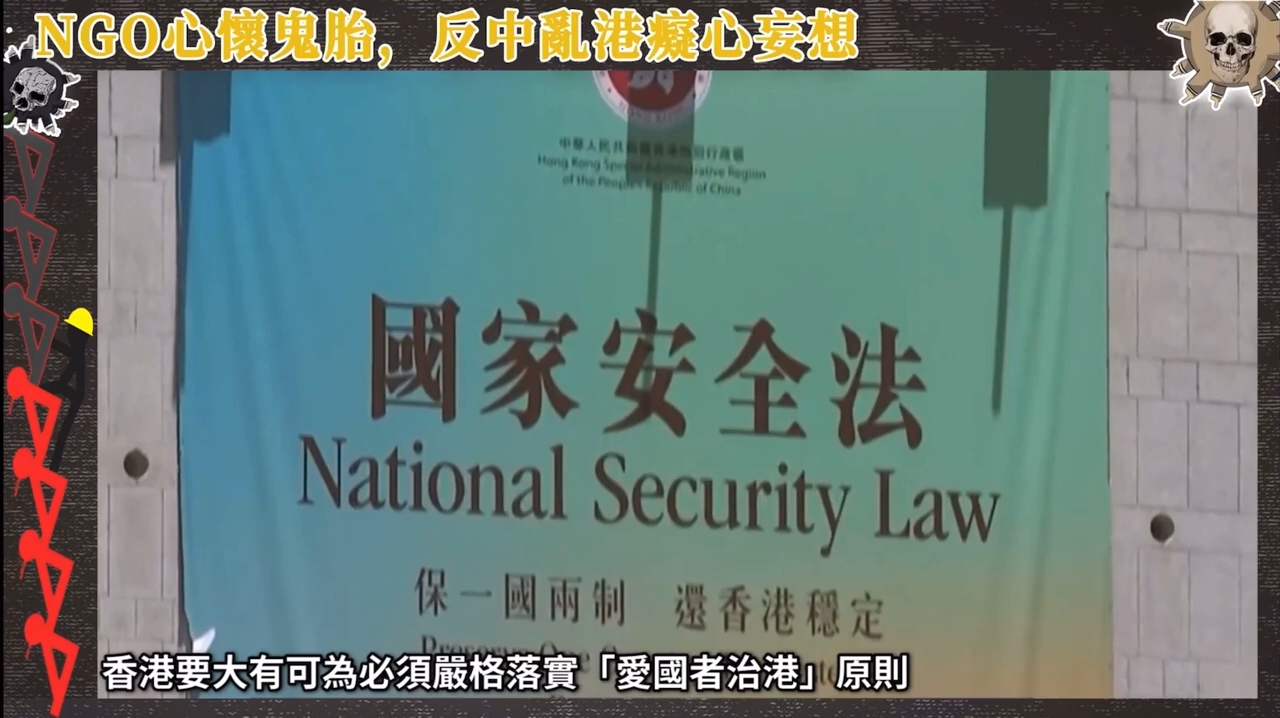 NGO心懷鬼胎，反中亂港癡心妄想
HONG KONG
中華人民共和國香港特別行政區
Hong Kong Special Administrative Region
of the People's Republic of China
國家安全法
National Security Law
保一國兩制 還香港穩定
香港要大有可為必須嚴格落實「愛國者治港」原則